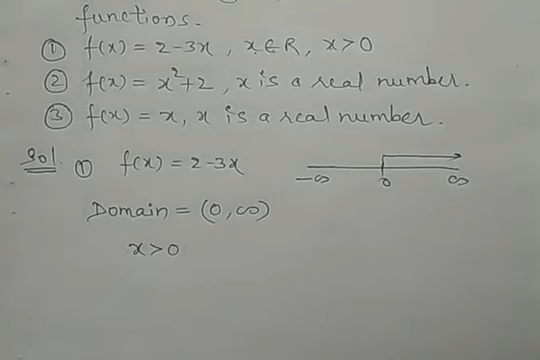 functions.
① f(x) = 2-3x , x∈R, x>0
② f(x) = x²+2, x is a real number.
③ f(x) = x, x is a real number.
Sol. ① f(x) = 2-3x
-∞ 0 ∞
Domain = (0, ∞)
x>0